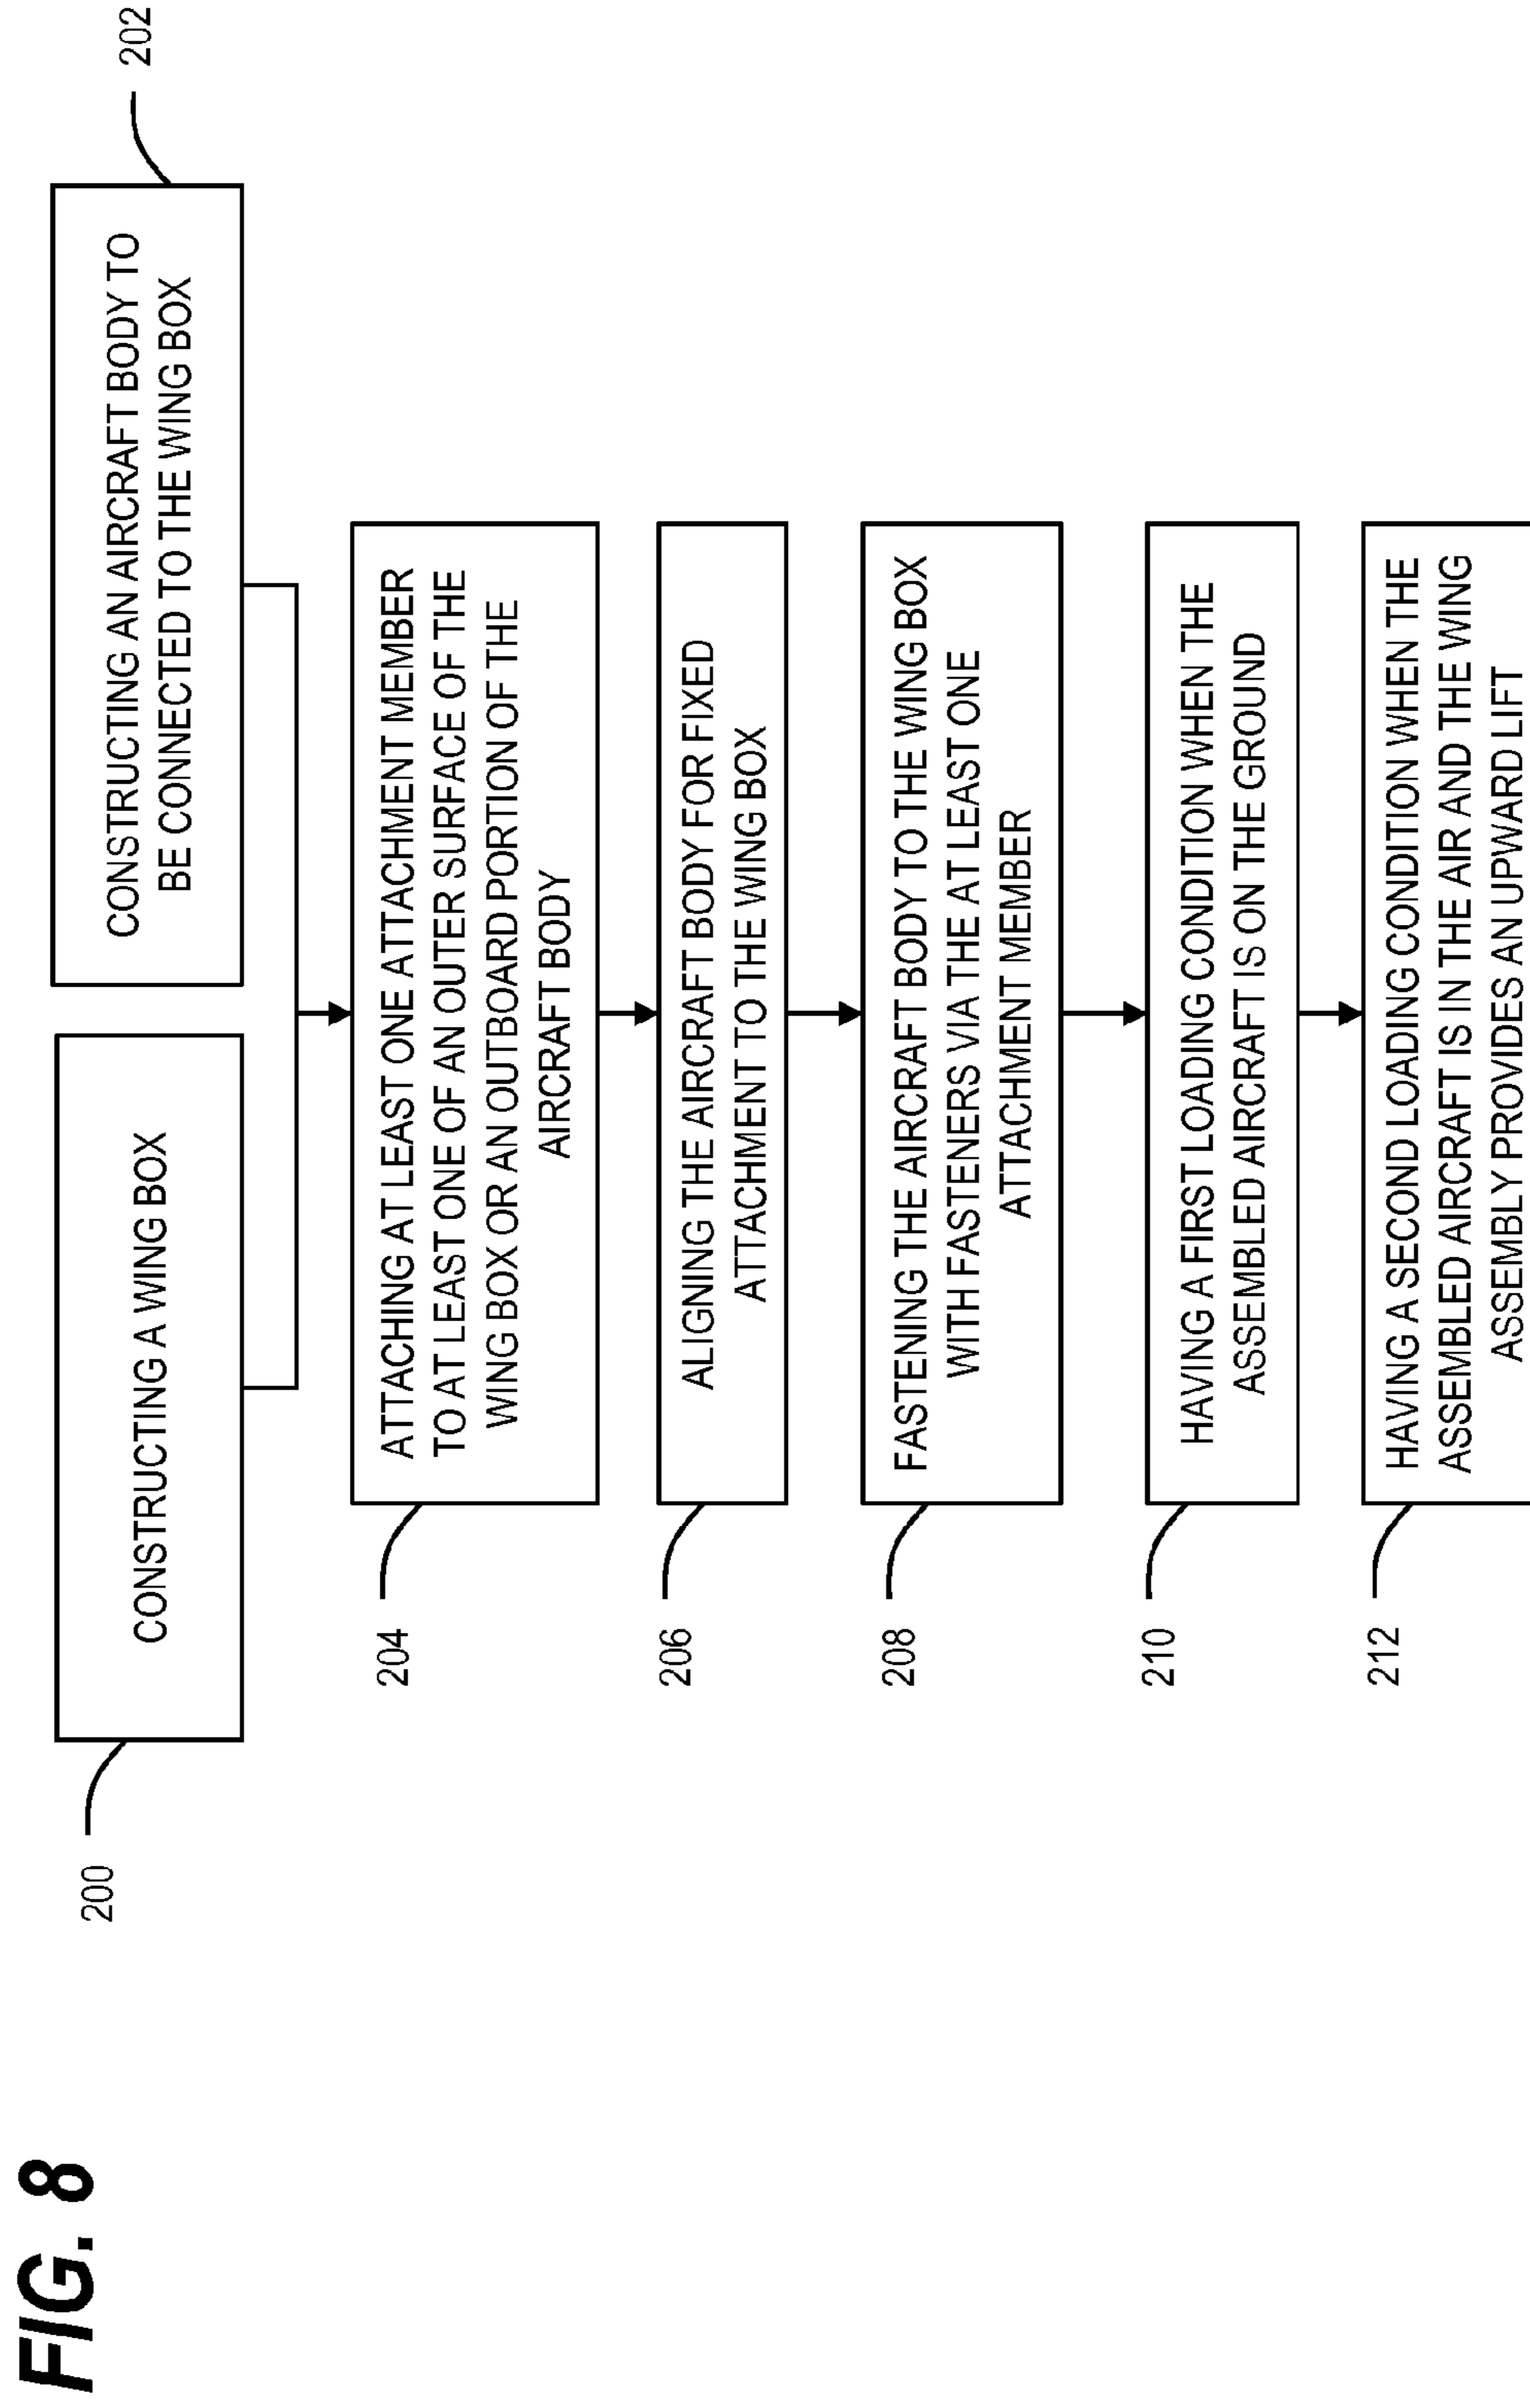 FIG. 8
200
CONSTRUCTING A WING BOX
CONSTRUCTING AN AIRCRAFT BODY TO
BE CONNECTED TO THE WING BOX
202
204
ATTACHING AT LEAST ONE ATTACHMENT MEMBER
TO AT LEAST ONE OF AN OUTER SURFACE OF THE
WING BOX OR AN OUTBOARD PORTION OF THE
AIRCRAFT BODY
206
ALIGNING THE AIRCRAFT BODY FOR FIXED
ATTACHMENT TO THE WING BOX
208
FASTENING THE AIRCRAFT BODY TO THE WING BOX
WITH FASTENERS VIA THE AT LEAST ONE
ATTACHMENT MEMBER
210
HAVING A FIRST LOADING CONDITION WHEN THE
ASSEMBLED AIRCRAFT IS ON THE GROUND
212
HAVING A SECOND LOADING CONDITION WHEN THE
ASSEMBLED AIRCRAFT IS IN THE AIR AND THE WING
ASSEMBLY PROVIDES AN UPWARD LIFT